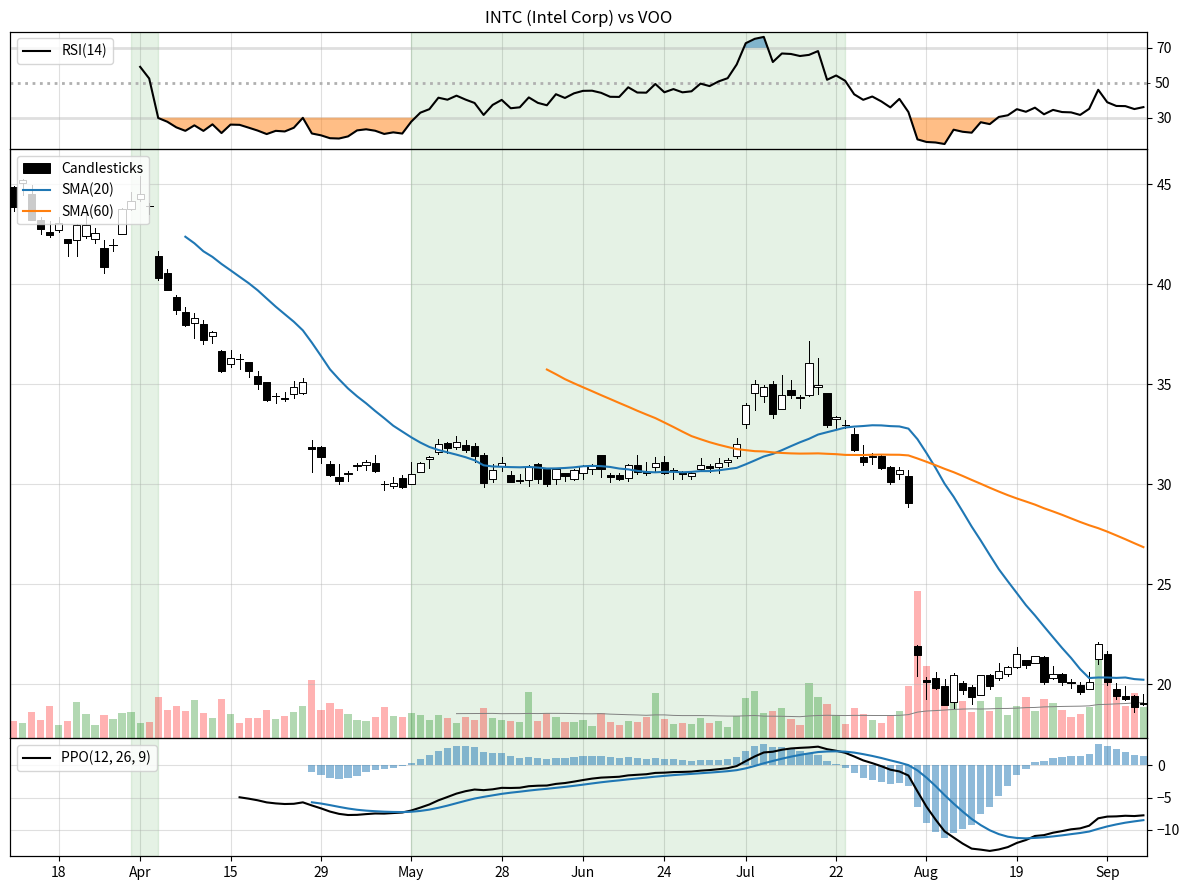 INTC (Intel Corp) vs VOO
RSI(14)
70
50
30
Candlesticks
SMA(20)
SMA(60)
45
40
35
30
25
20
PPO(12, 26, 9)
0
−5
−10
18 Apr 15 29 May 28 Jun 24 Jul 22 Aug 19 Sep